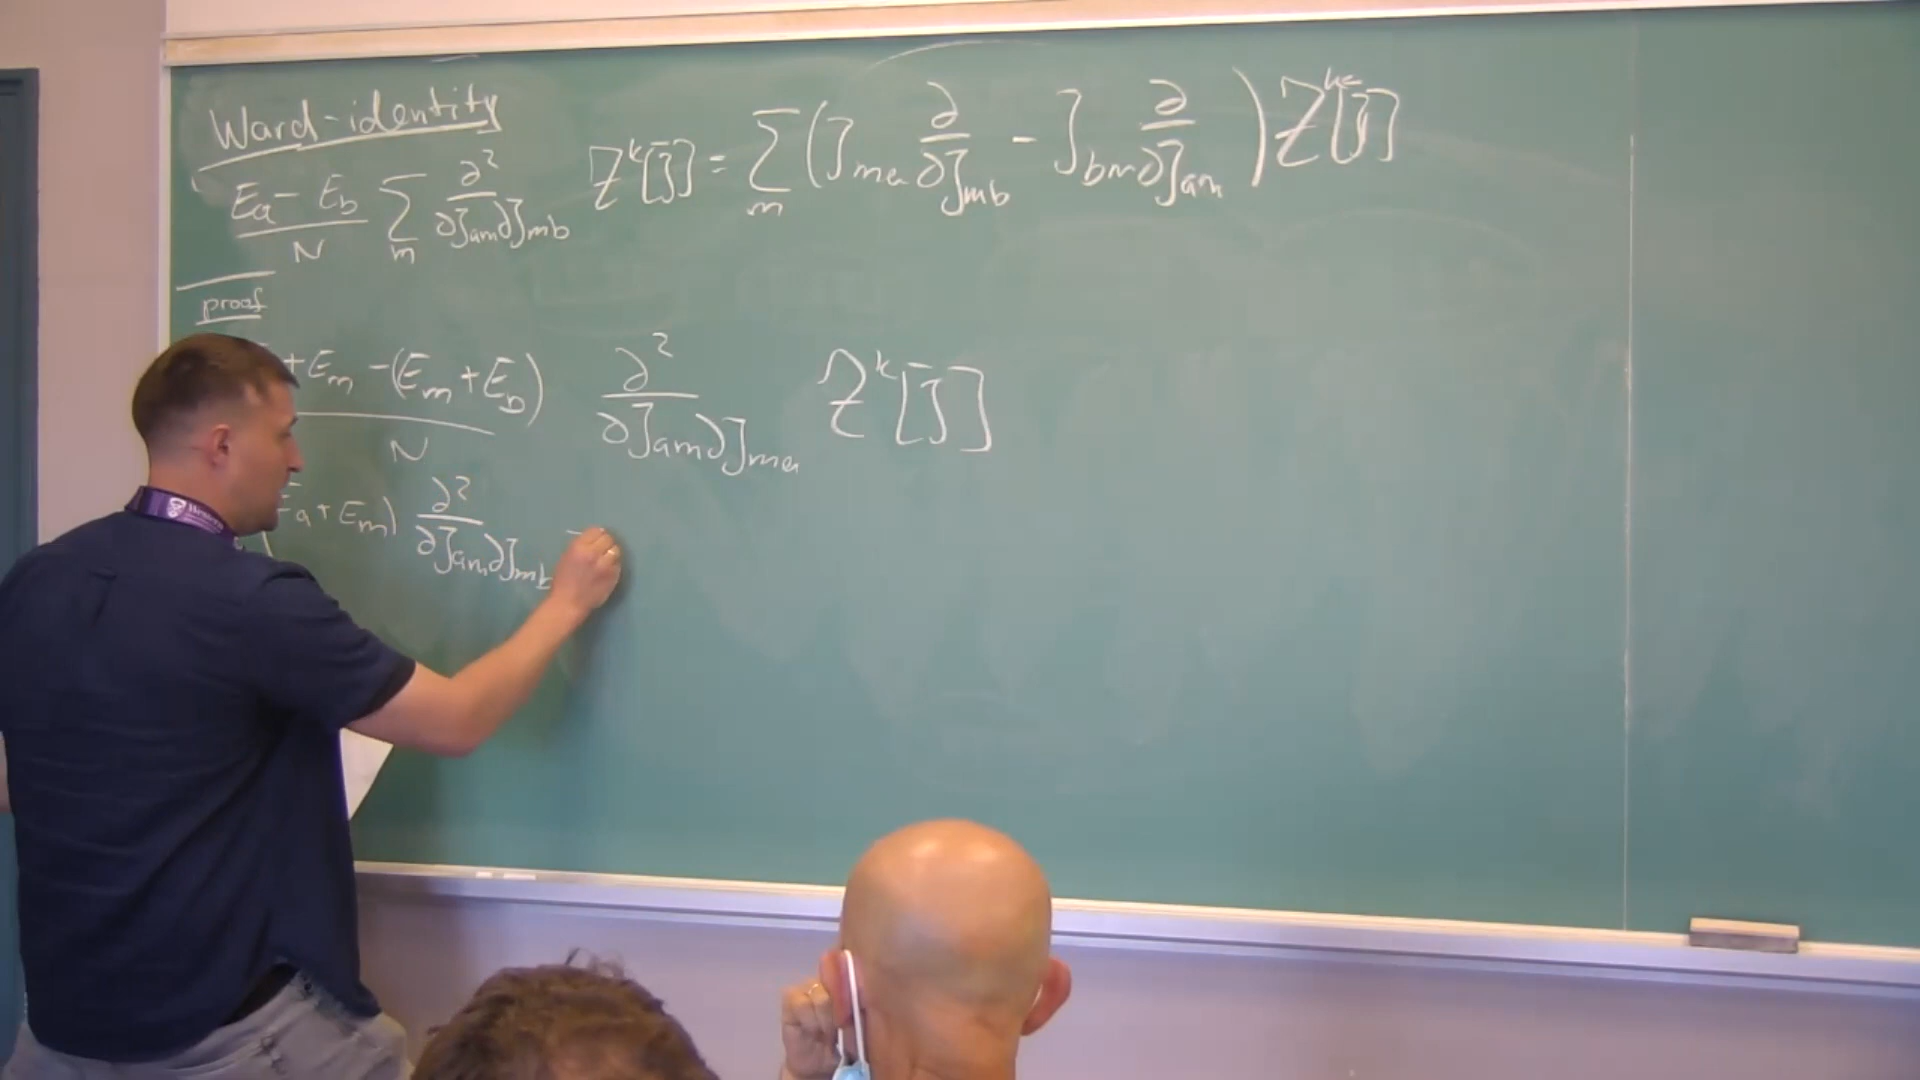 Ward-identity
E_a - E_b / N ∑_m ∂² / ∂J_am ∂J_mb Z^k[J] = ∑_m (J_ma ∂/∂J_mb - J_bm ∂/∂J_am) Z^k[J]
proof
+E_m -(E_m + E_b) / N ∂² / ∂J_am ∂J_ma Z^k[J]
E_a + E_m) ∂² / ∂J_am ∂J_mb